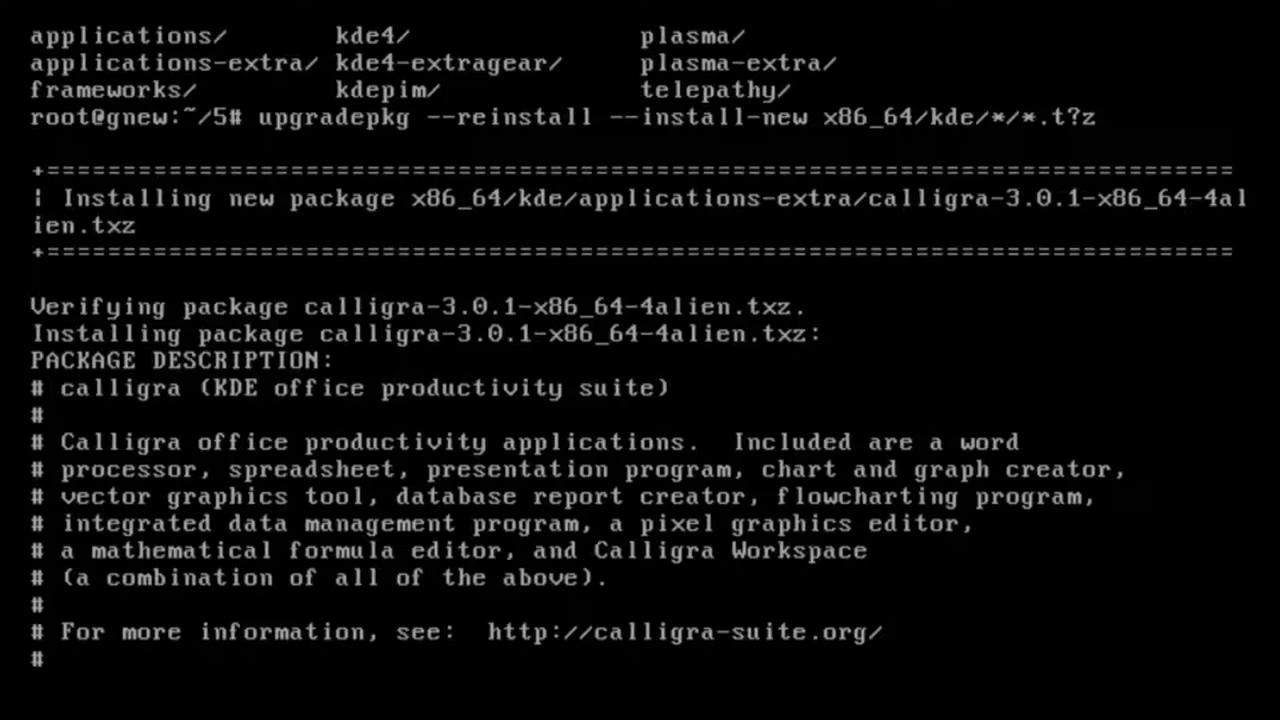 applications/ kde4/ plasma/
applications-extra/ kde4-extragear/ plasma-extra/
frameworks/ kdepim/ telepathy/
root@gnew:~/5# upgradepkg --reinstall --install-new x86_64/kde/*/*.t?z
+==============================================================================
| Installing new package x86_64/kde/applications-extra/calligra-3.0.1-x86_64-4al
ien.txz
+==============================================================================
Verifying package calligra-3.0.1-x86_64-4alien.txz.
Installing package calligra-3.0.1-x86_64-4alien.txz:
PACKAGE DESCRIPTION:
# calligra (KDE office productivity suite)
#
# Calligra office productivity applications.  Included are a word
# processor, spreadsheet, presentation program, chart and graph creator,
# vector graphics tool, database report creator, flowcharting program,
# integrated data management program, a pixel graphics editor,
# a mathematical formula editor, and Calligra Workspace
# (a combination of all of the above).
#
# For more information, see:  http://calligra-suite.org/
#